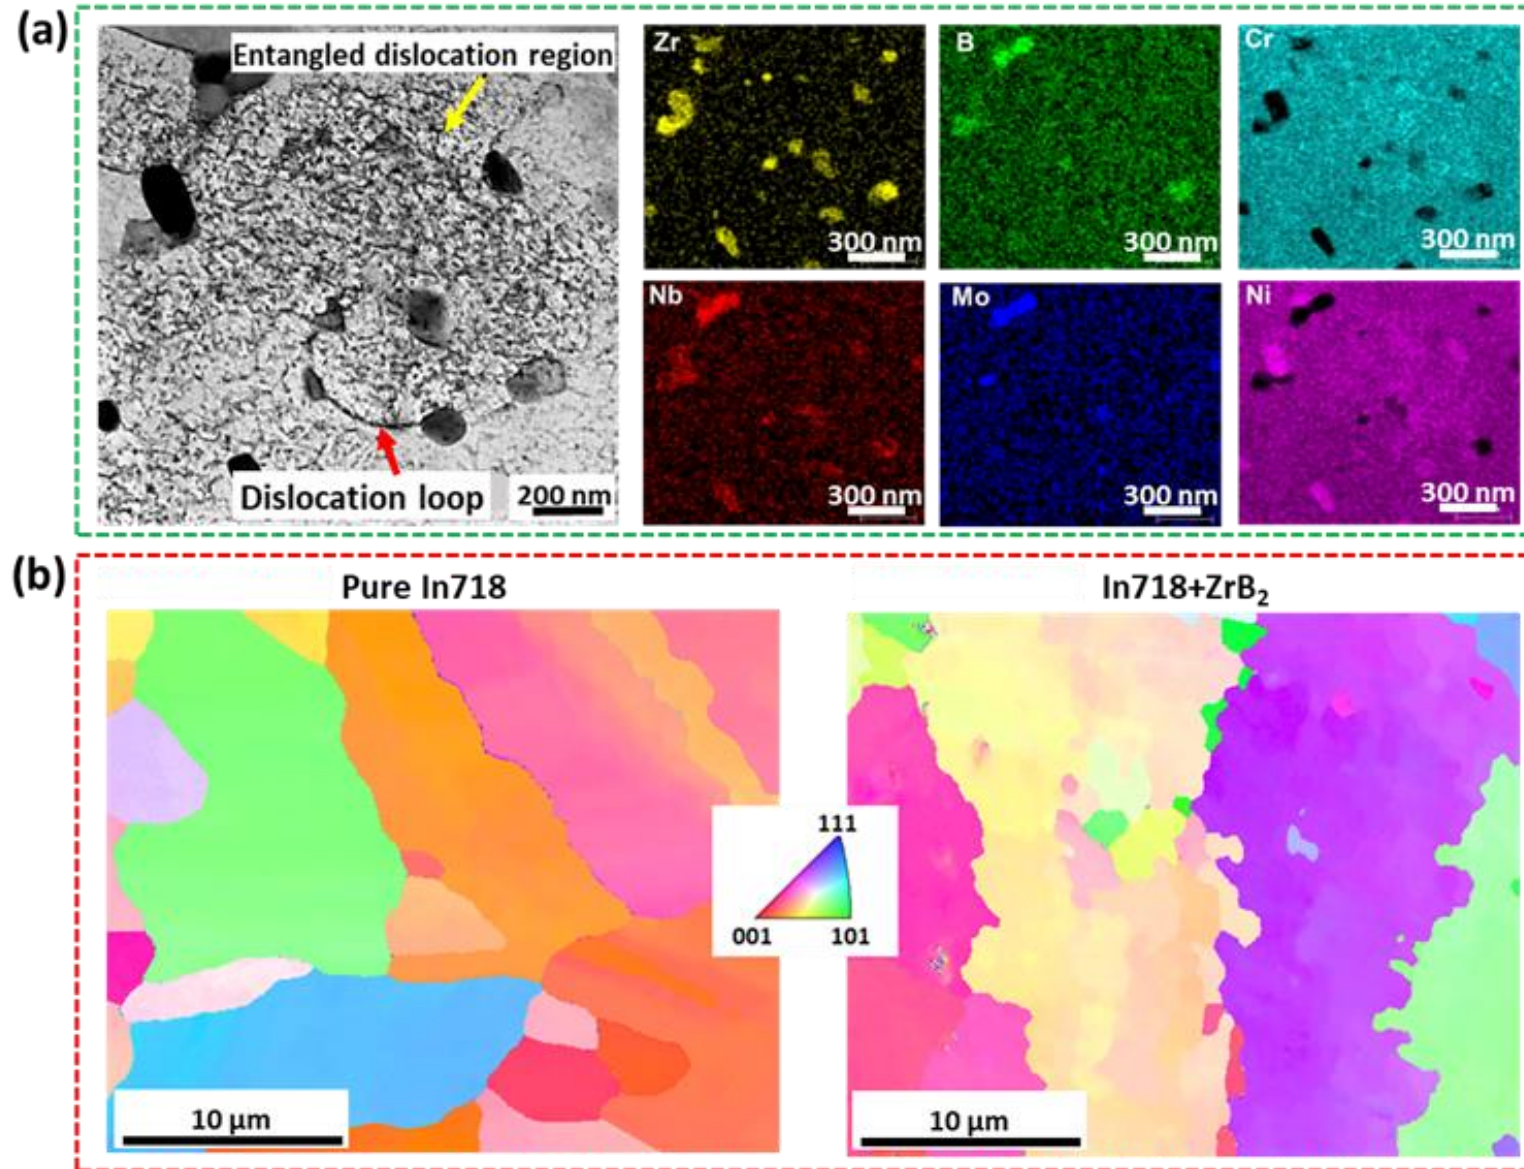 (a)
Entangled dislocation region
Dislocation loop
200 nm
Zr
300 nm
B
300 nm
Cr
300 nm
Nb
300 nm
Mo
300 nm
Ni
300 nm
(b)
Pure In718
10 µm
In718+ZrB₂
10 µm
111
001
101